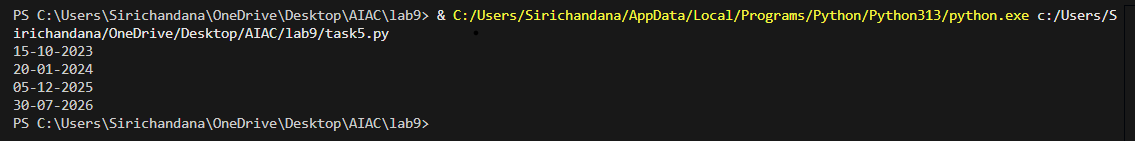 PS C:\Users\Sirichandana\OneDrive\Desktop\AIAC\lab9> & C:/Users/Sirichandana/AppData/Local/Programs/Python/Python313/python.exe c:/Users/S
irichandana/OneDrive/Desktop/AIAC/lab9/task5.py
15-10-2023
20-01-2024
05-12-2025
30-07-2026
PS C:\Users\Sirichandana\OneDrive\Desktop\AIAC\lab9>